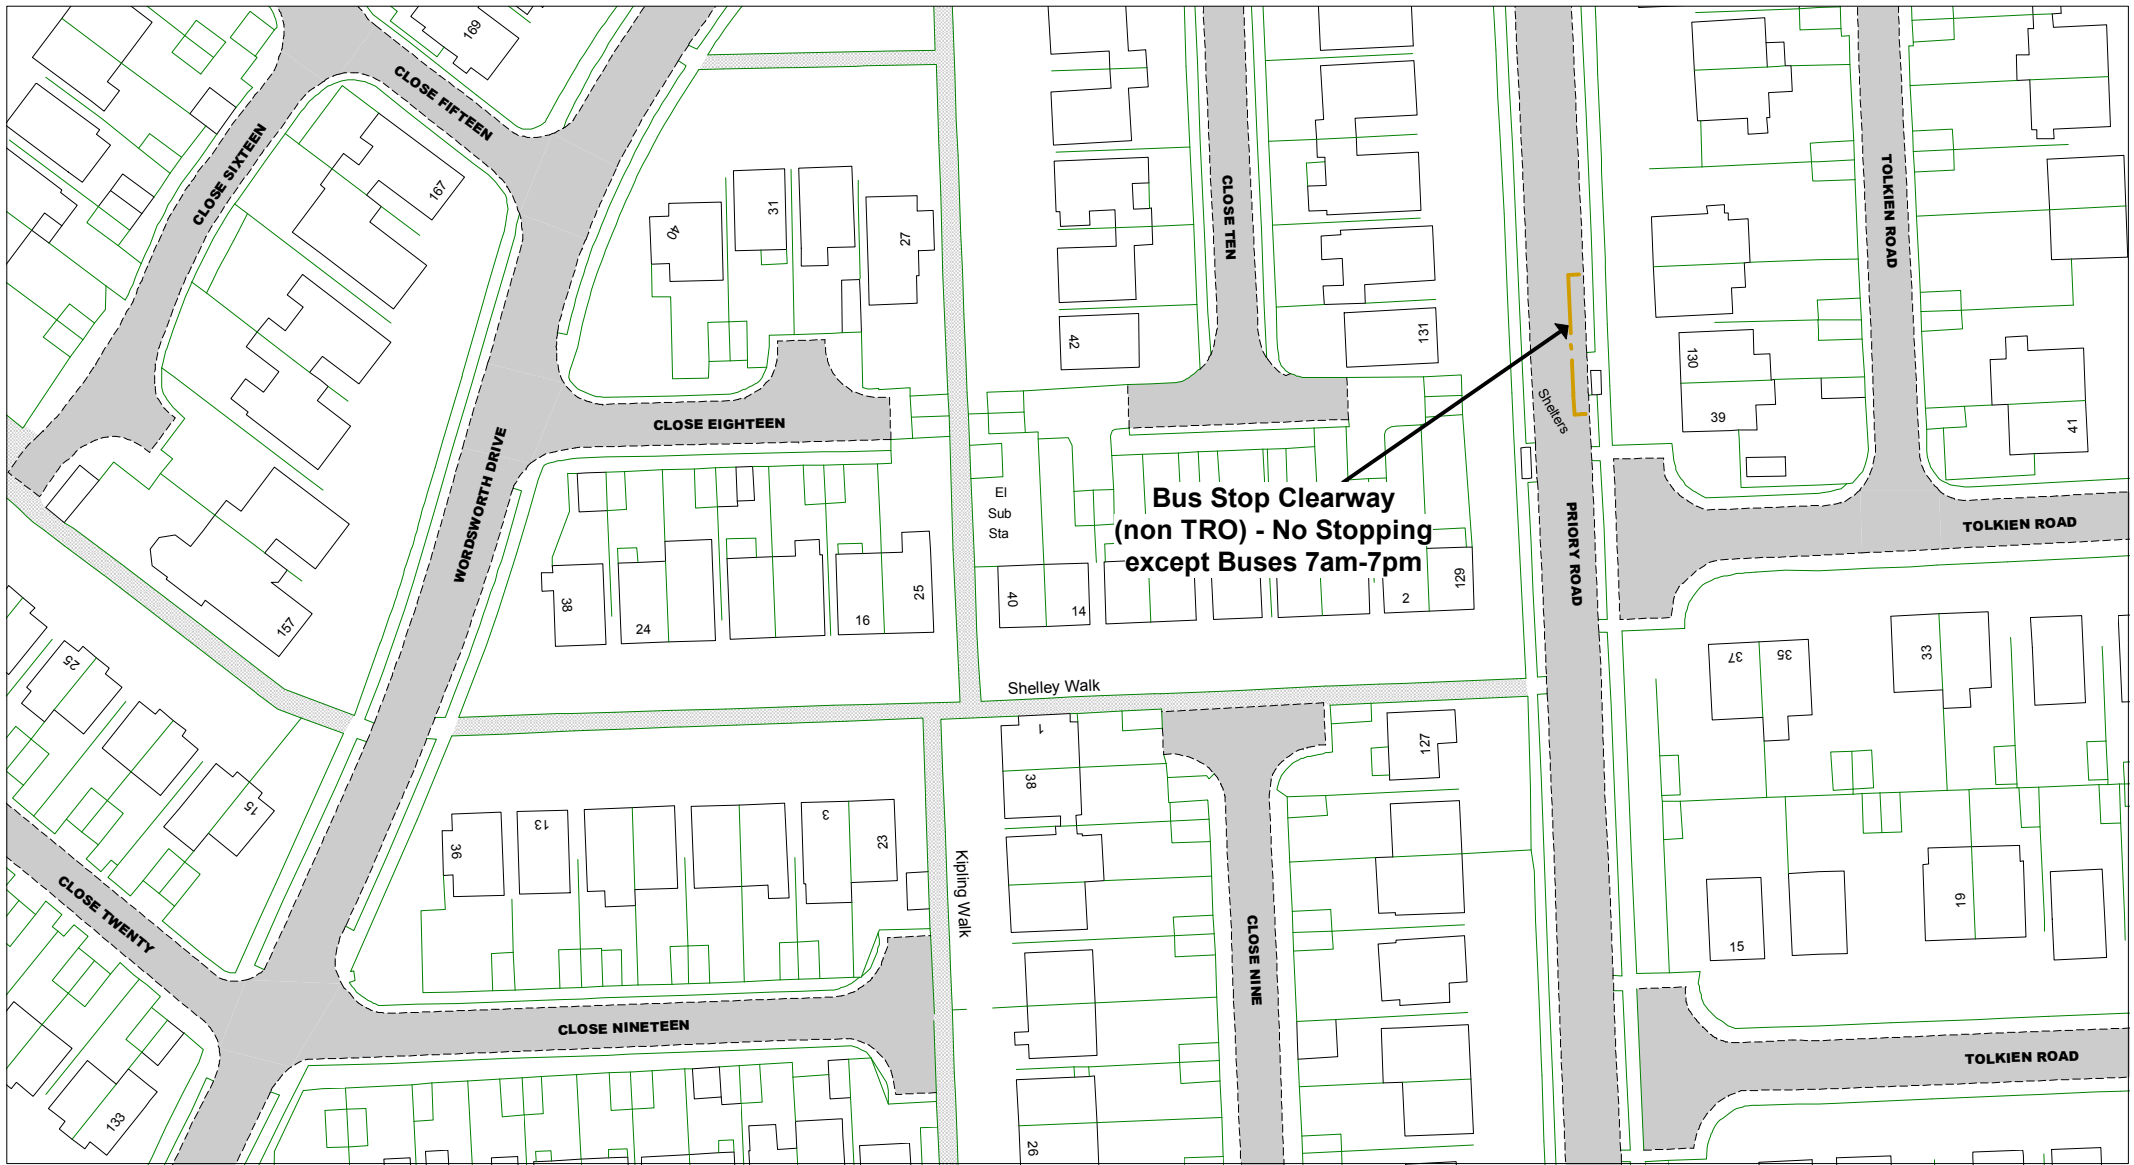 169
CLOSE FIFTEEN
CLOSE SIXTEEN
167
CLOSE TEN
TOLKIEN ROAD
40
31
27
42
131
130
39
41
Shelters
CLOSE EIGHTEEN
WORDSWORTH DRIVE
El
Sub
Sta
Bus Stop Clearway
(non TRO) - No Stopping
except Buses 7am-7pm
PRIORY ROAD
TOLKIEN ROAD
38
24
16
25
40
14
2
129
157
25
15
Shelley Walk
37
35
33
1
38
127
36
13
3
23
Kipling Walk
CLOSE TWENTY
CLOSE NINE
15
19
CLOSE NINETEEN
TOLKIEN ROAD
133
26